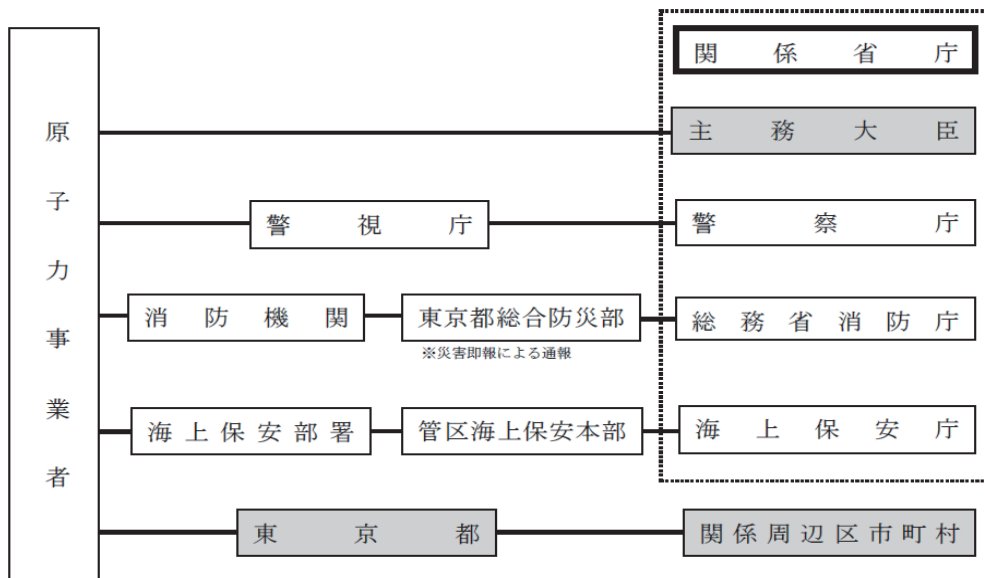 関係省庁
原子力事業者
主務大臣
警視庁
警察庁
消防機関
東京都総合防災部
※災害即報による通報
総務省消防庁
海上保安部署
管区海上保安本部
海上保安庁
東京都
関係周辺区市町村